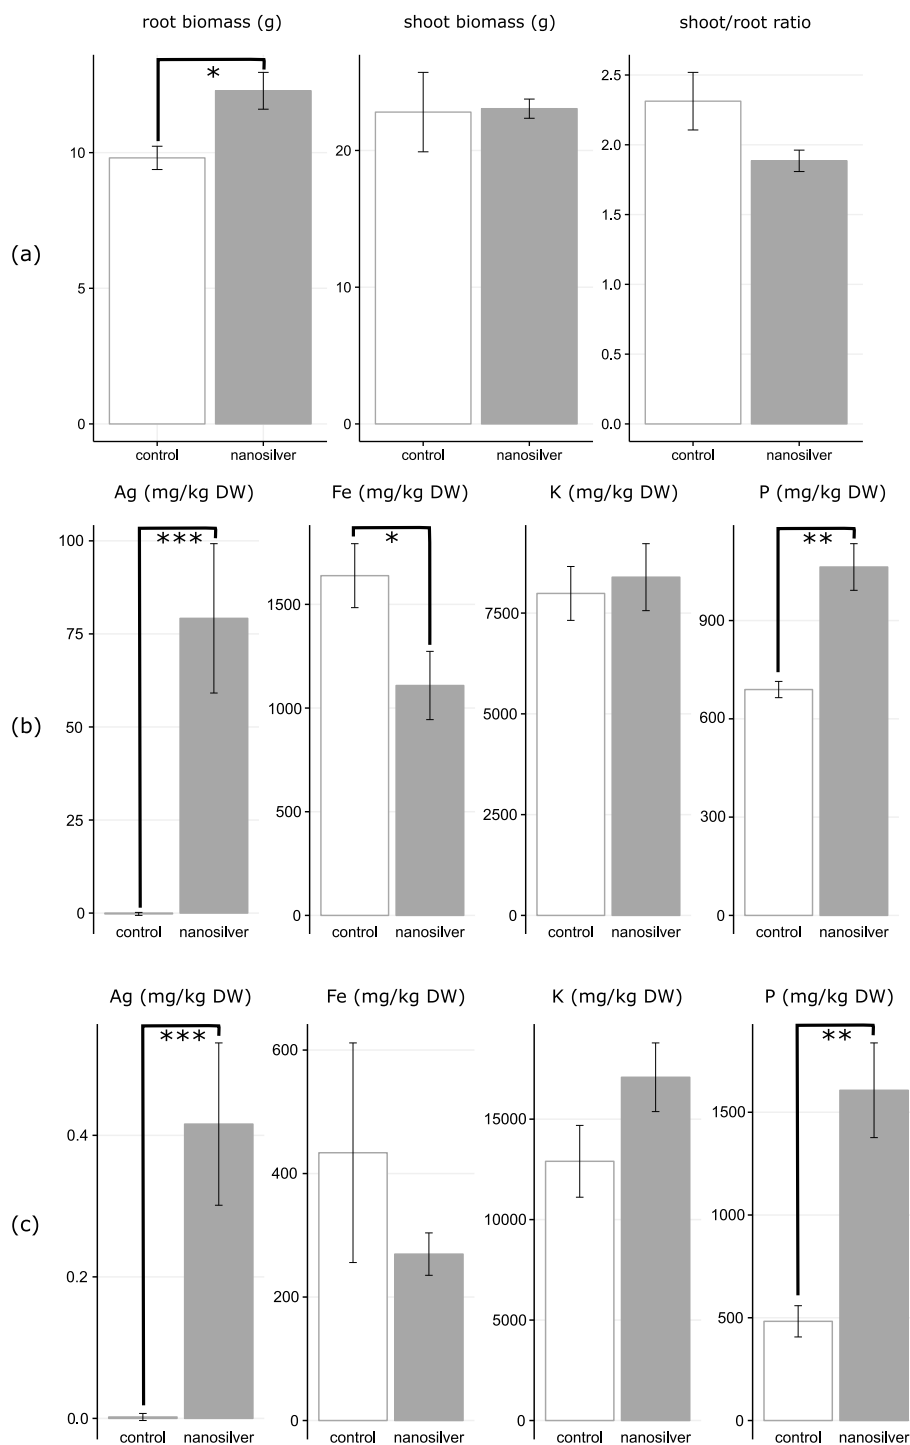 root biomass (g)
shoot biomass (g)
shoot/root ratio
(a)
*
10
5
0
control
nanosilver
20
10
0
control
nanosilver
2.5
2.0
1.5
1.0
0.5
0.0
control
nanosilver
Ag (mg/kg DW)
Fe (mg/kg DW)
K (mg/kg DW)
P (mg/kg DW)
(b)
***
100
75
50
25
0
control
nanosilver
*
1500
1000
500
0
control
nanosilver
7500
5000
2500
0
control
nanosilver
**
900
600
300
0
control
nanosilver
Ag (mg/kg DW)
Fe (mg/kg DW)
K (mg/kg DW)
P (mg/kg DW)
(c)
***
0.4
0.2
0.0
control
nanosilver
600
400
200
0
control
nanosilver
15000
10000
5000
0
control
nanosilver
**
1500
1000
500
0
control
nanosilver